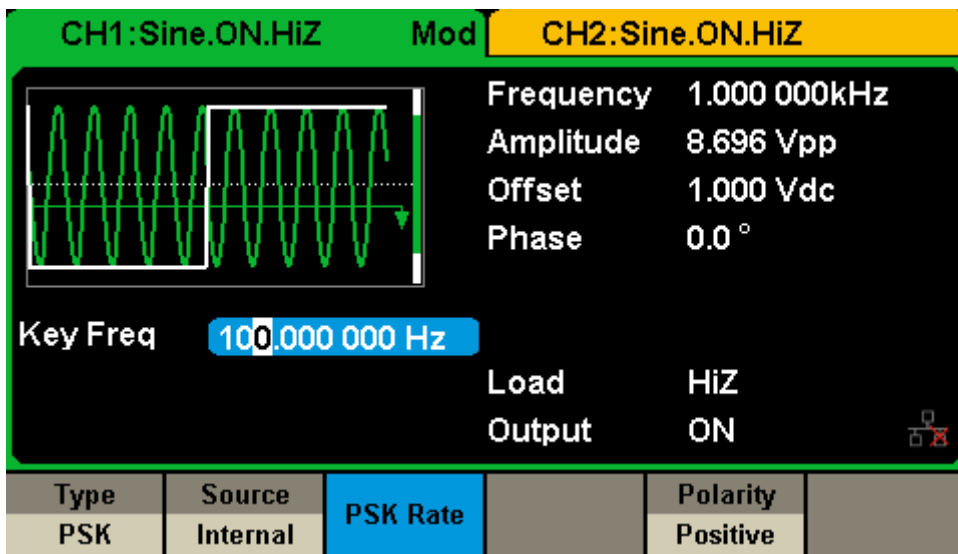 CH1:Sine.ON.HiZ Mod CH2:Sine.ON.HiZ
Frequency 1.000 000kHz
Amplitude 8.696 Vpp
Offset 1.000 Vdc
Phase 0.0 °
Key Freq 100.000 000 Hz
Load HiZ
Output ON
Type Source PSK Rate Polarity
PSK Internal Positive